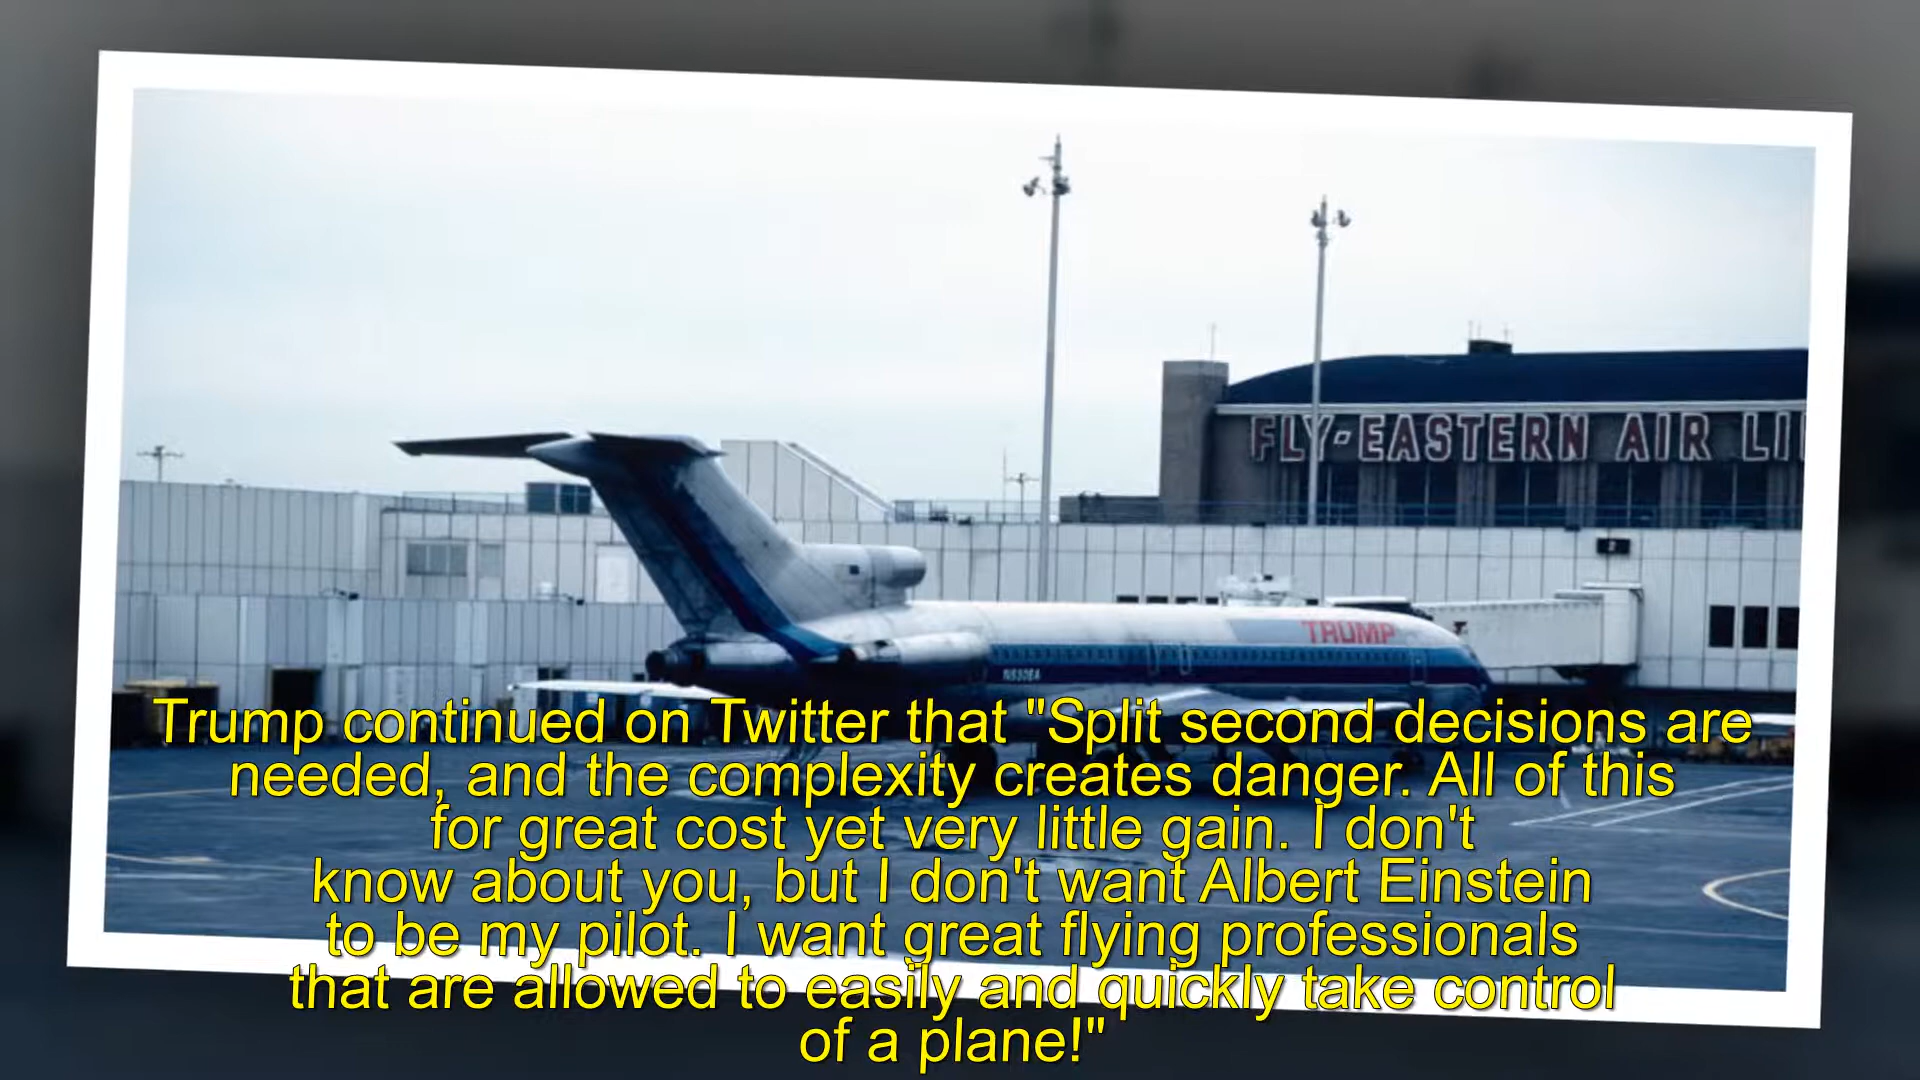 FLY-EASTERN AIR LI
TRUMP
Trump continued on Twitter that "Split second decisions are
needed, and the complexity creates danger. All of this
for great cost yet very little gain. I don't
know about you, but I don't want Albert Einstein
to be my pilot. I want great flying professionals
that are allowed to easily and quickly take control
of a plane!"